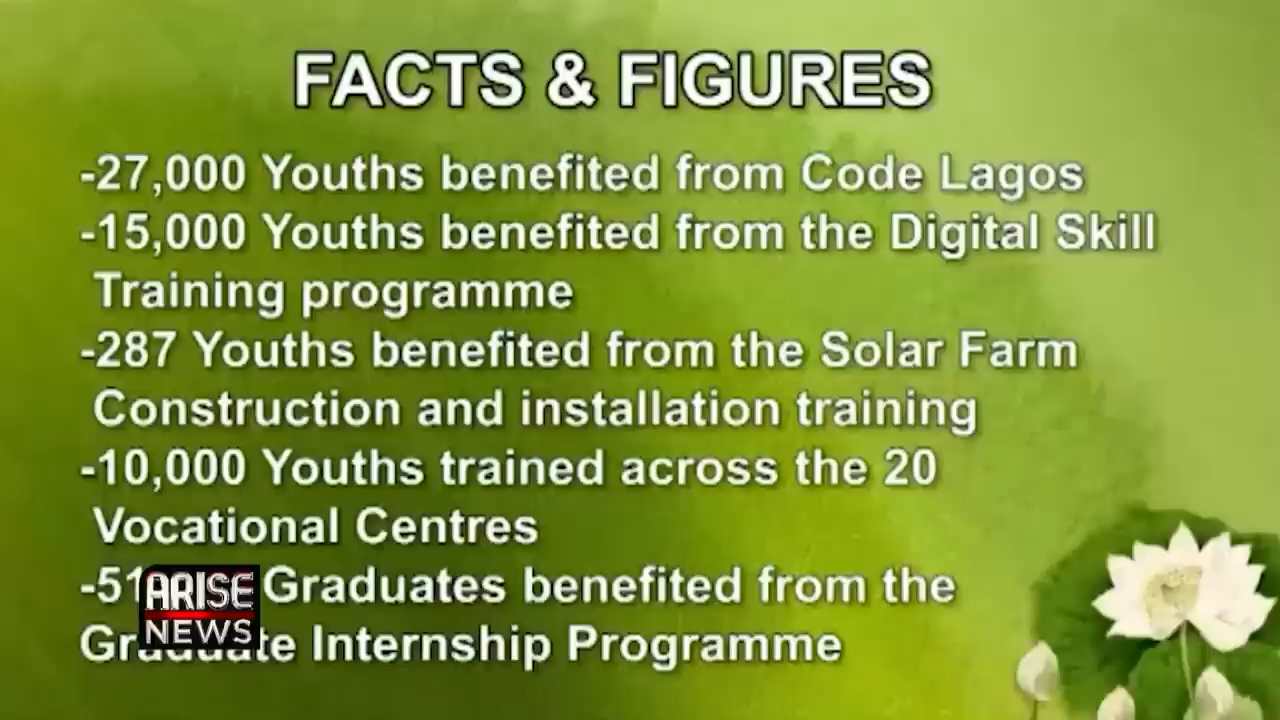 FACTS & FIGURES
-27,000 Youths benefited from Code Lagos
-15,000 Youths benefited from the Digital Skill
Training programme
-287 Youths benefited from the Solar Farm
Construction and installation training
-10,000 Youths trained across the 20
Vocational Centres
Graduates benefited from the
Graduate Internship Programme
ARISE
NEWS